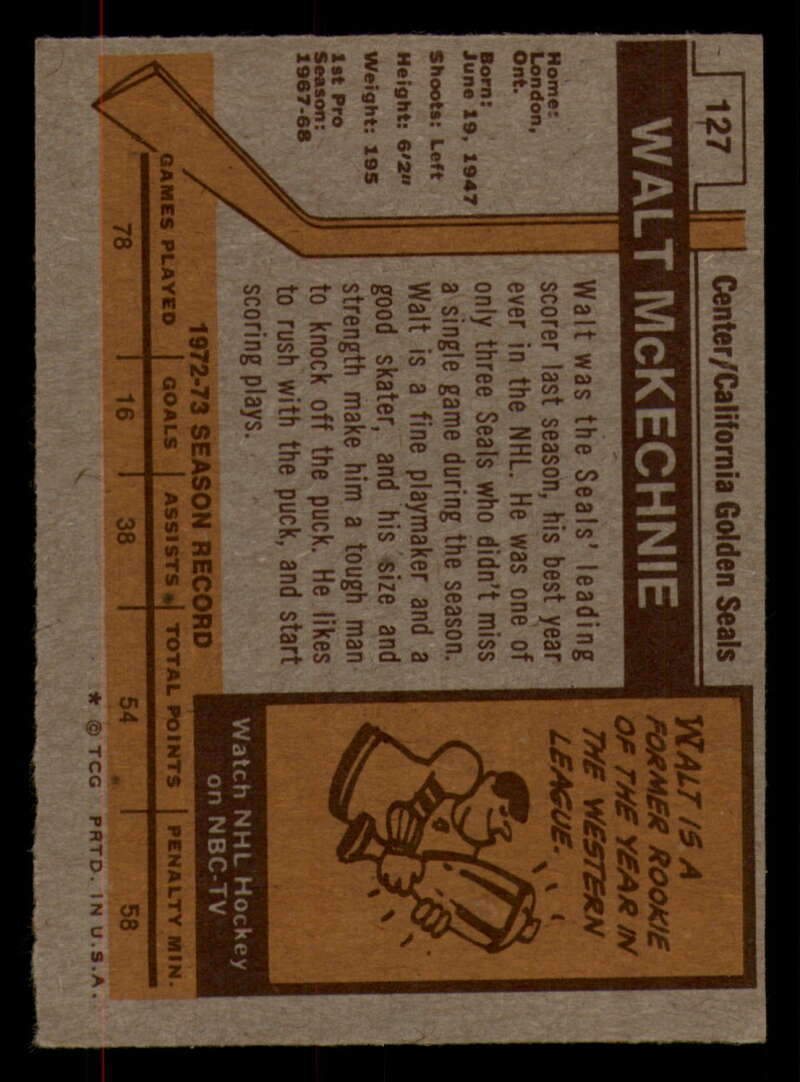 127
Center/California Golden Seals
WALT McKECHNIE
Home:
London,
Ont.
Born:
June 19, 1947
Shoots: Left
Height: 6'2"
Weight: 195
1st Pro
Season:
1967-68
Walt was the Seals' leading
scorer last season, his best year
ever in the NHL. He was one of
only three Seals who didn't miss
a single game during the season.
Walt is a fine playmaker and a
good skater, and his size and
strength make him a tough man
to knock off the puck. He likes
to rush with the puck, and start
scoring plays.
WALT IS A
FORMER ROOKIE
OF THE YEAR IN
THE WESTERN
LEAGUE.
Watch NHL Hockey
on NBC-TV
1972-73 SEASON RECORD
GAMES PLAYED GOALS ASSISTS TOTAL POINTS PENALTY MIN.
78 16 38 54 58
* © TCG PRTD. IN U.S.A.